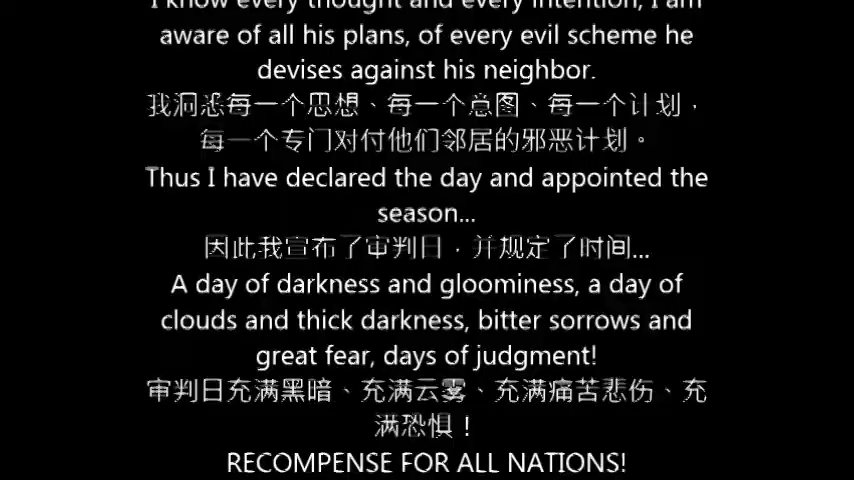 I know every thought and every intention, I am
aware of all his plans, of every evil scheme he
devises against his neighbor.
我洞悉每一个思想、每一个意图、每一个计划，
每一个专门对付他们邻居的邪恶计划。
Thus I have declared the day and appointed the
season...
因此我宣布了审判日，并规定了时间...
A day of darkness and gloominess, a day of
clouds and thick darkness, bitter sorrows and
great fear, days of judgment!
审判日充满黑暗、充满云雾、充满痛苦悲伤、充
满恐惧！
RECOMPENSE FOR ALL NATIONS!